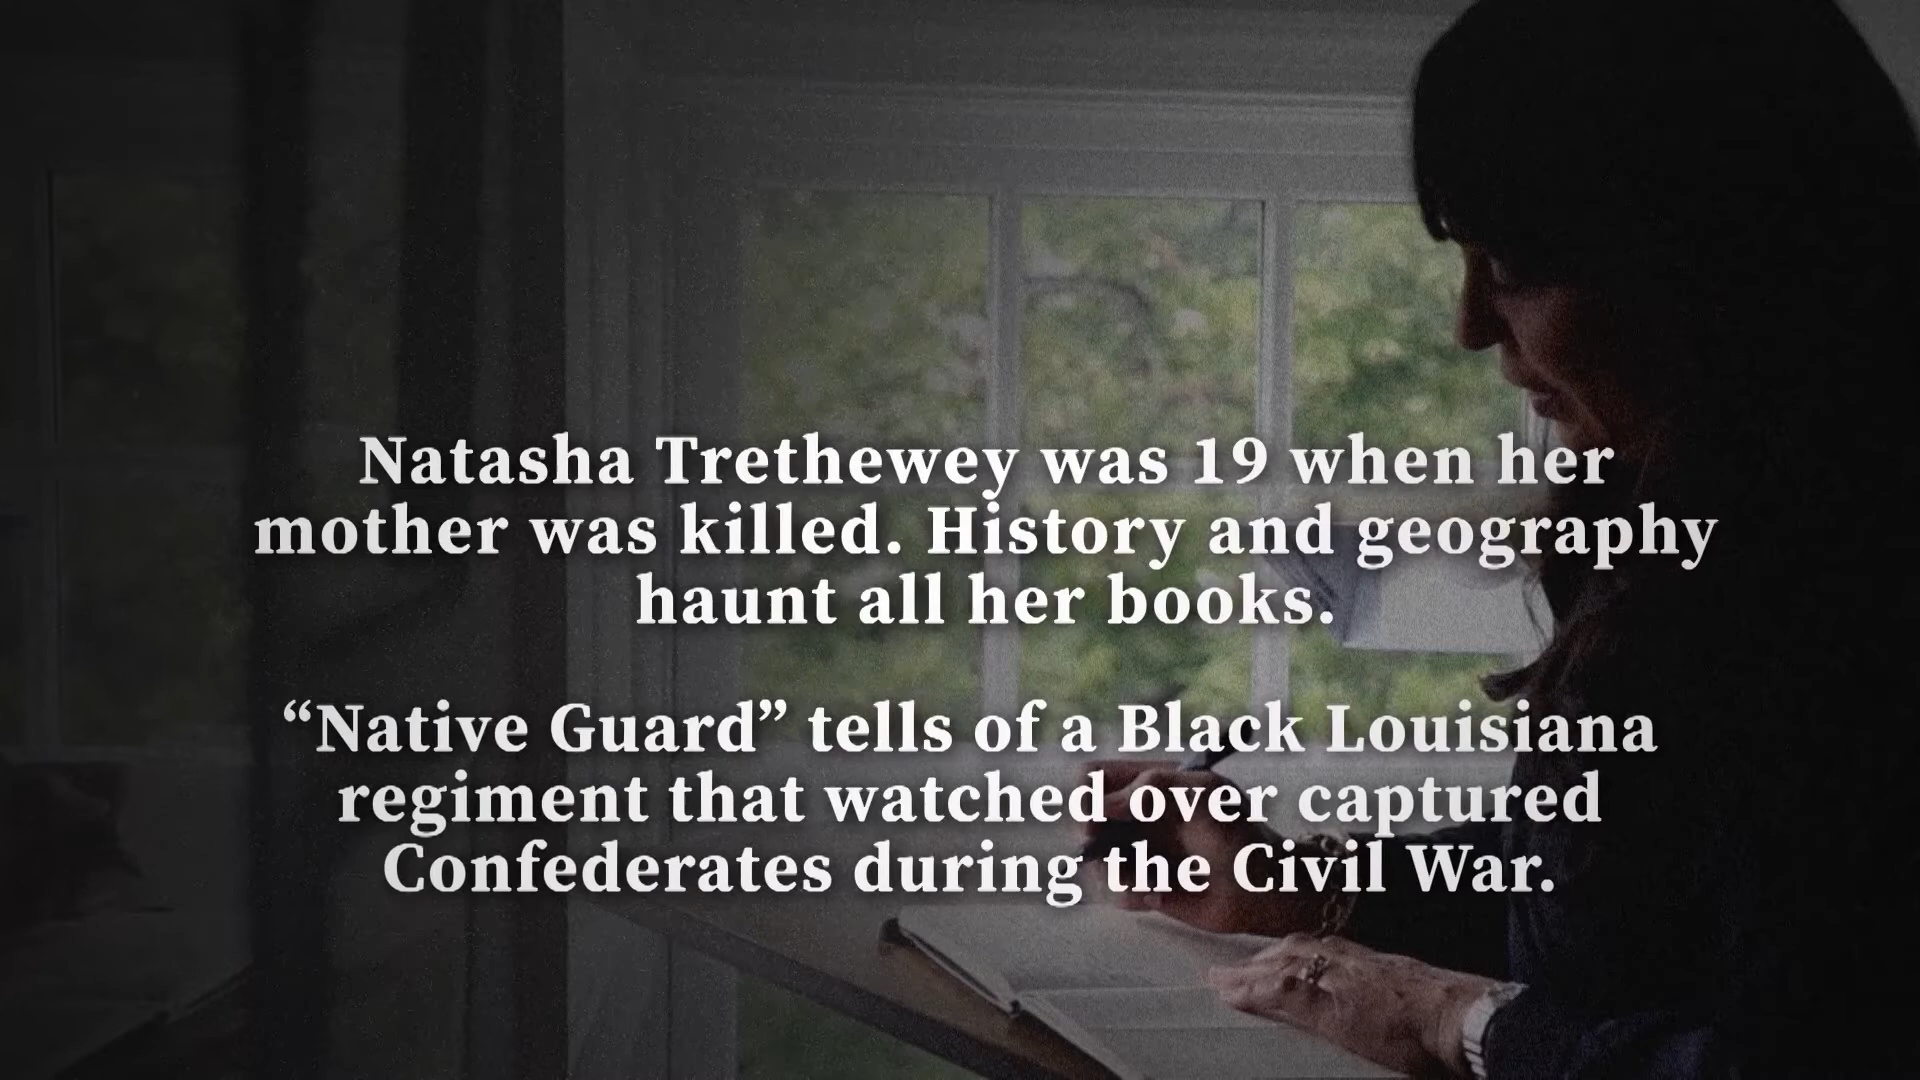 Natasha Trethewey was 19 when her
mother was killed. History and geography
haunt all her books.
“Native Guard” tells of a Black Louisiana
regiment that watched over captured
Confederates during the Civil War.